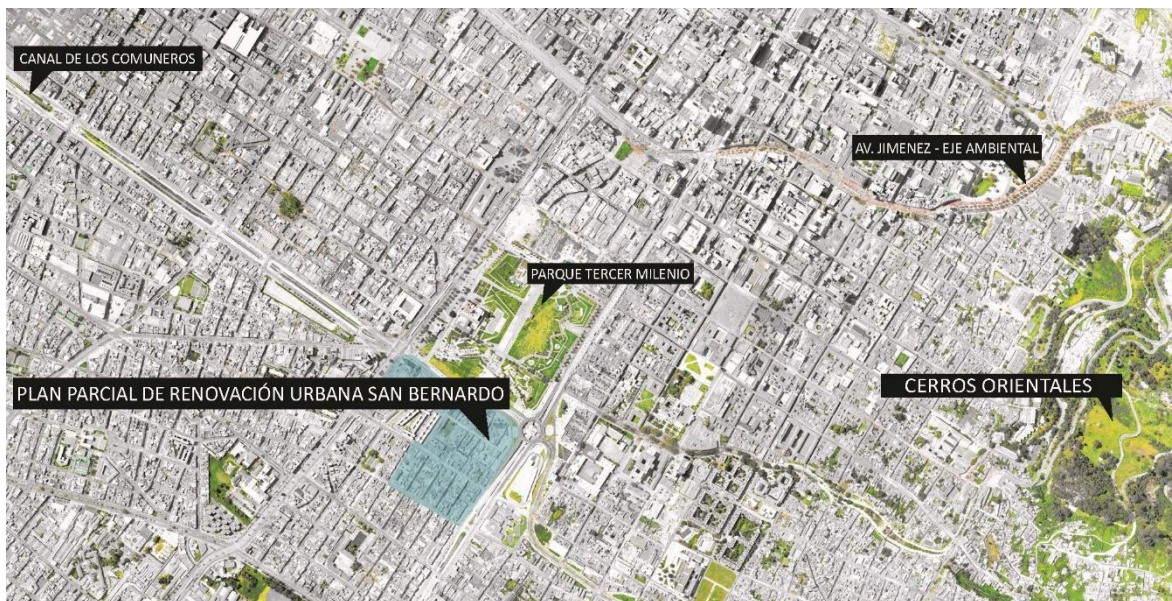 CANAL DE LOS COMUNEROS
AV. JIMENEZ - EJE AMBIENTAL
PARQUE TERCER MILENIO
PLAN PARCIAL DE RENOVACIÓN URBANA SAN BERNARDO
CERROS ORIENTALES